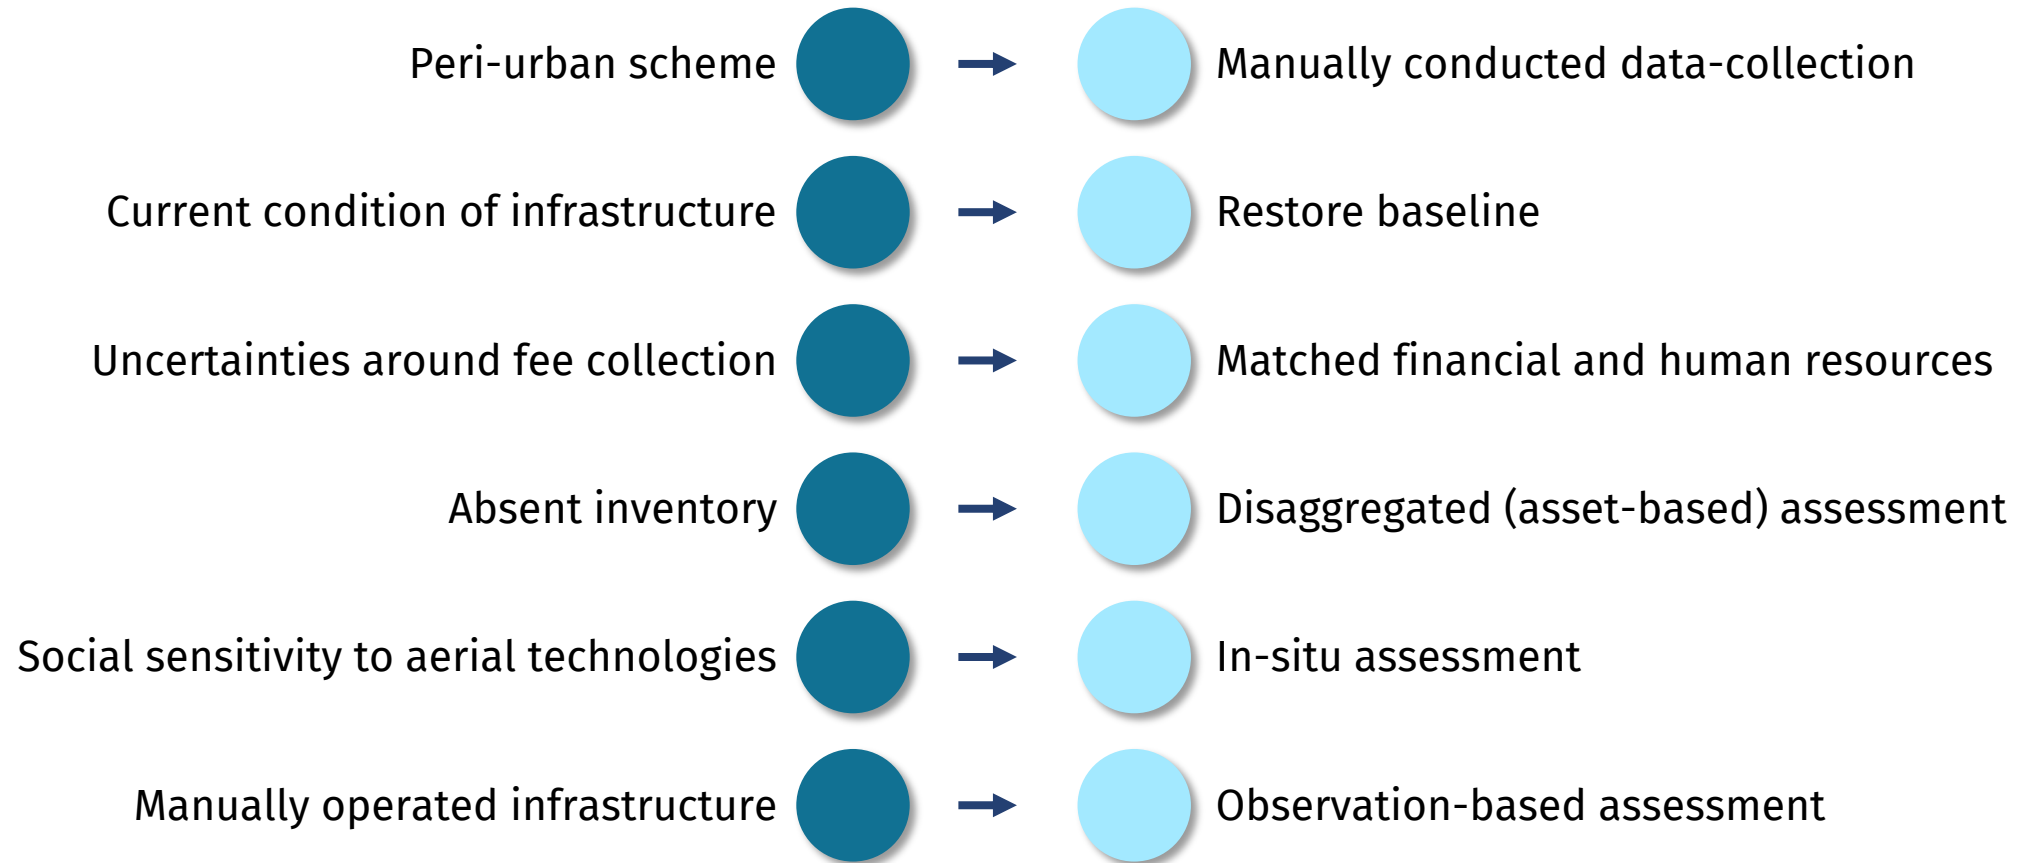 Peri-urban scheme
Manually conducted data-collection
Current condition of infrastructure
Restore baseline
Uncertainties around fee collection
Matched financial and human resources
Absent inventory
Disaggregated (asset-based) assessment
Social sensitivity to aerial technologies
In-situ assessment
Manually operated infrastructure
Observation-based assessment